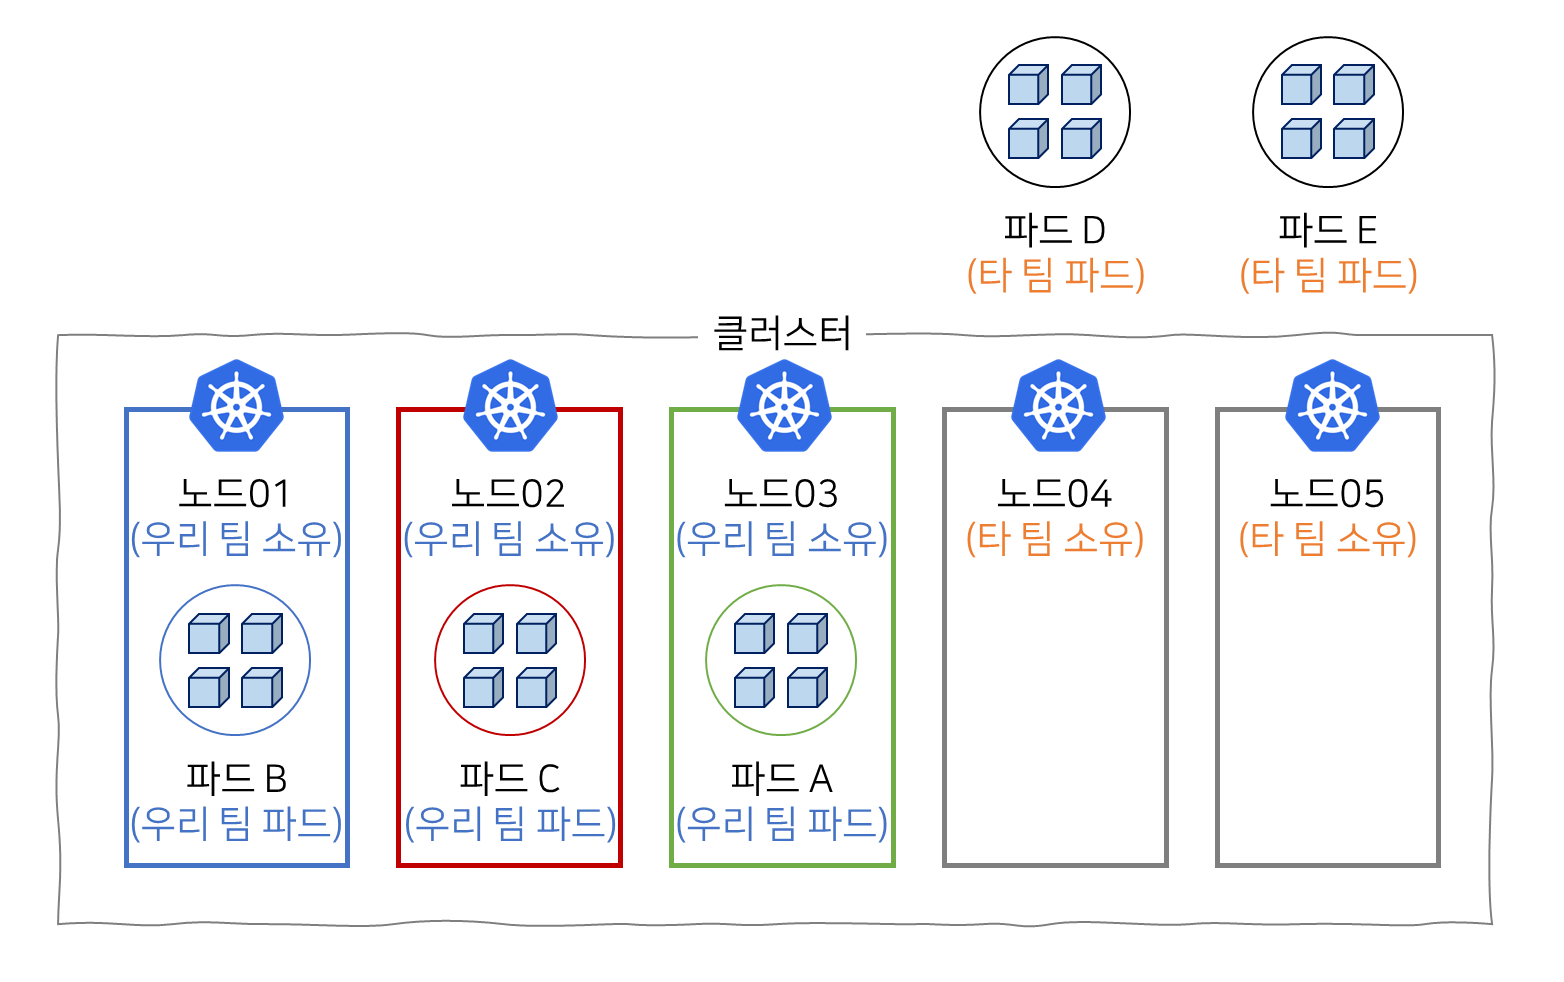 파드 D
(타 팀 파드)
파드 E
(타 팀 파드)
클러스터
노드01
(우리 팀 소유)
파드 B
(우리 팀 파드)
노드02
(우리 팀 소유)
파드 C
(우리 팀 파드)
노드03
(우리 팀 소유)
파드 A
(우리 팀 파드)
노드04
(타 팀 소유)
노드05
(타 팀 소유)